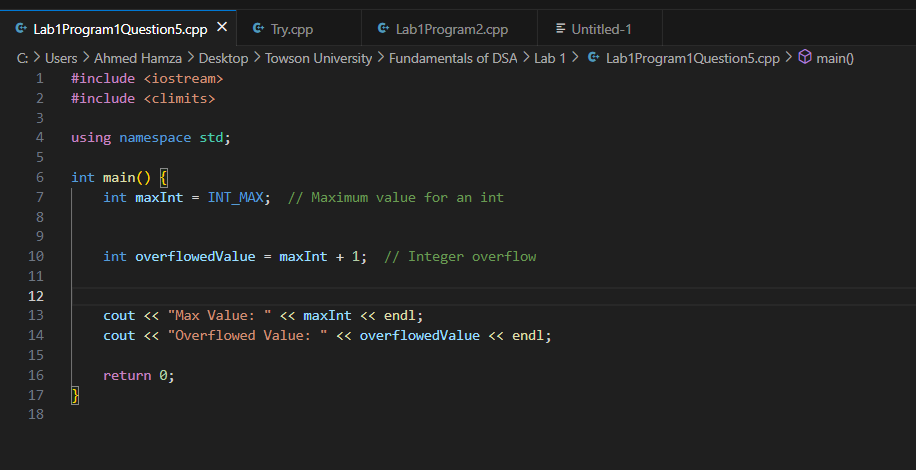 Lab1Program1Question5.cpp × Try.cpp Lab1Program2.cpp Untitled-1
C: > Users > Ahmed Hamza > Desktop > Towson University > Fundamentals of DSA > Lab 1 > Lab1Program1Question5.cpp > main()
1 #include <iostream>
2 #include <climits>
3
4 using namespace std;
5
6 int main() {
7 int maxInt = INT_MAX; // Maximum value for an int
8
9
10 int overflowedValue = maxInt + 1; // Integer overflow
11
12
13 cout << "Max Value: " << maxInt << endl;
14 cout << "Overflowed Value: " << overflowedValue << endl;
15
16 return 0;
17 }
18